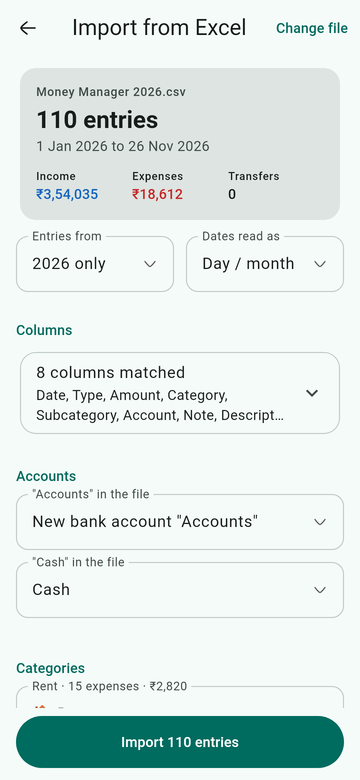 Import from Excel
Change file
Money Manager 2026.csv
110 entries
1 Jan 2026 to 26 Nov 2026
Income Expenses Transfers
₹3,54,035 ₹18,612 0
Entries from Dates read as
2026 only Day / month
Columns
8 columns matched
Date, Type, Amount, Category,
Subcategory, Account, Note, Descript...
Accounts
"Accounts" in the file
New bank account "Accounts"
"Cash" in the file
Cash
Categories
Rent · 15 expenses · ₹2,820
Import 110 entries